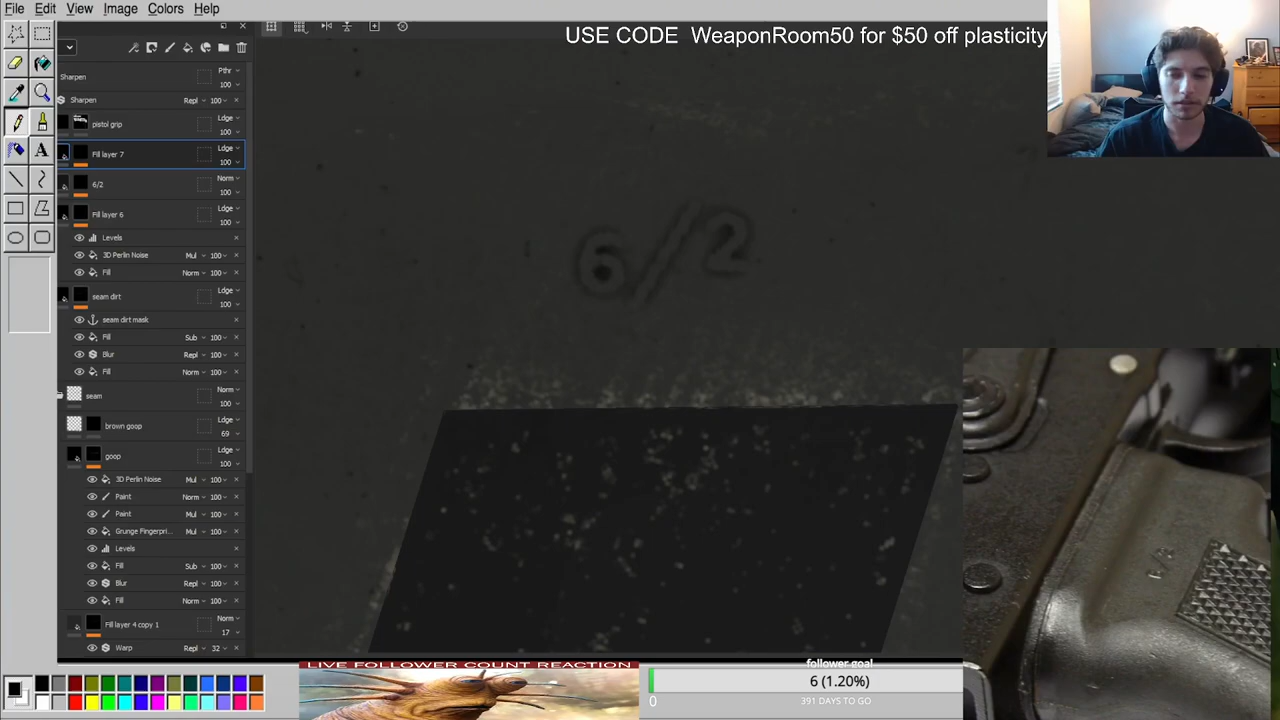 File Edit View Image Colors Help
USE CODE WeaponRoom50 for $50 off plasticity
Sharpen Pthr 100
Sharpen Repl 100
pistol grip Ldge 100
Fill layer 7 Ldge 100
6/2 Norm 100
Fill layer 6 Ldge 100
Levels
3D Perlin Noise Mul 100
Fill Norm 100
seam dirt Ldge 100
seam dirt mask
Fill Sub 100
Blur Repl 100
Fill Norm 100
seam Norm 100
brown goop Ldge 69
goop Ldge 100
3D Perlin Noise Mul 100
Paint Norm 100
Paint Mul 100
Grunge Fingerpri... Mul 100
Levels
Fill Sub 100
Blur Repl 100
Fill Norm 100
Fill layer 4 copy 1 Norm 17
Warp Repl 32
6/2
A
LIVE FOLLOWER COUNT REACTION
follower goal
6 (1.20%)
0
391 DAYS TO GO